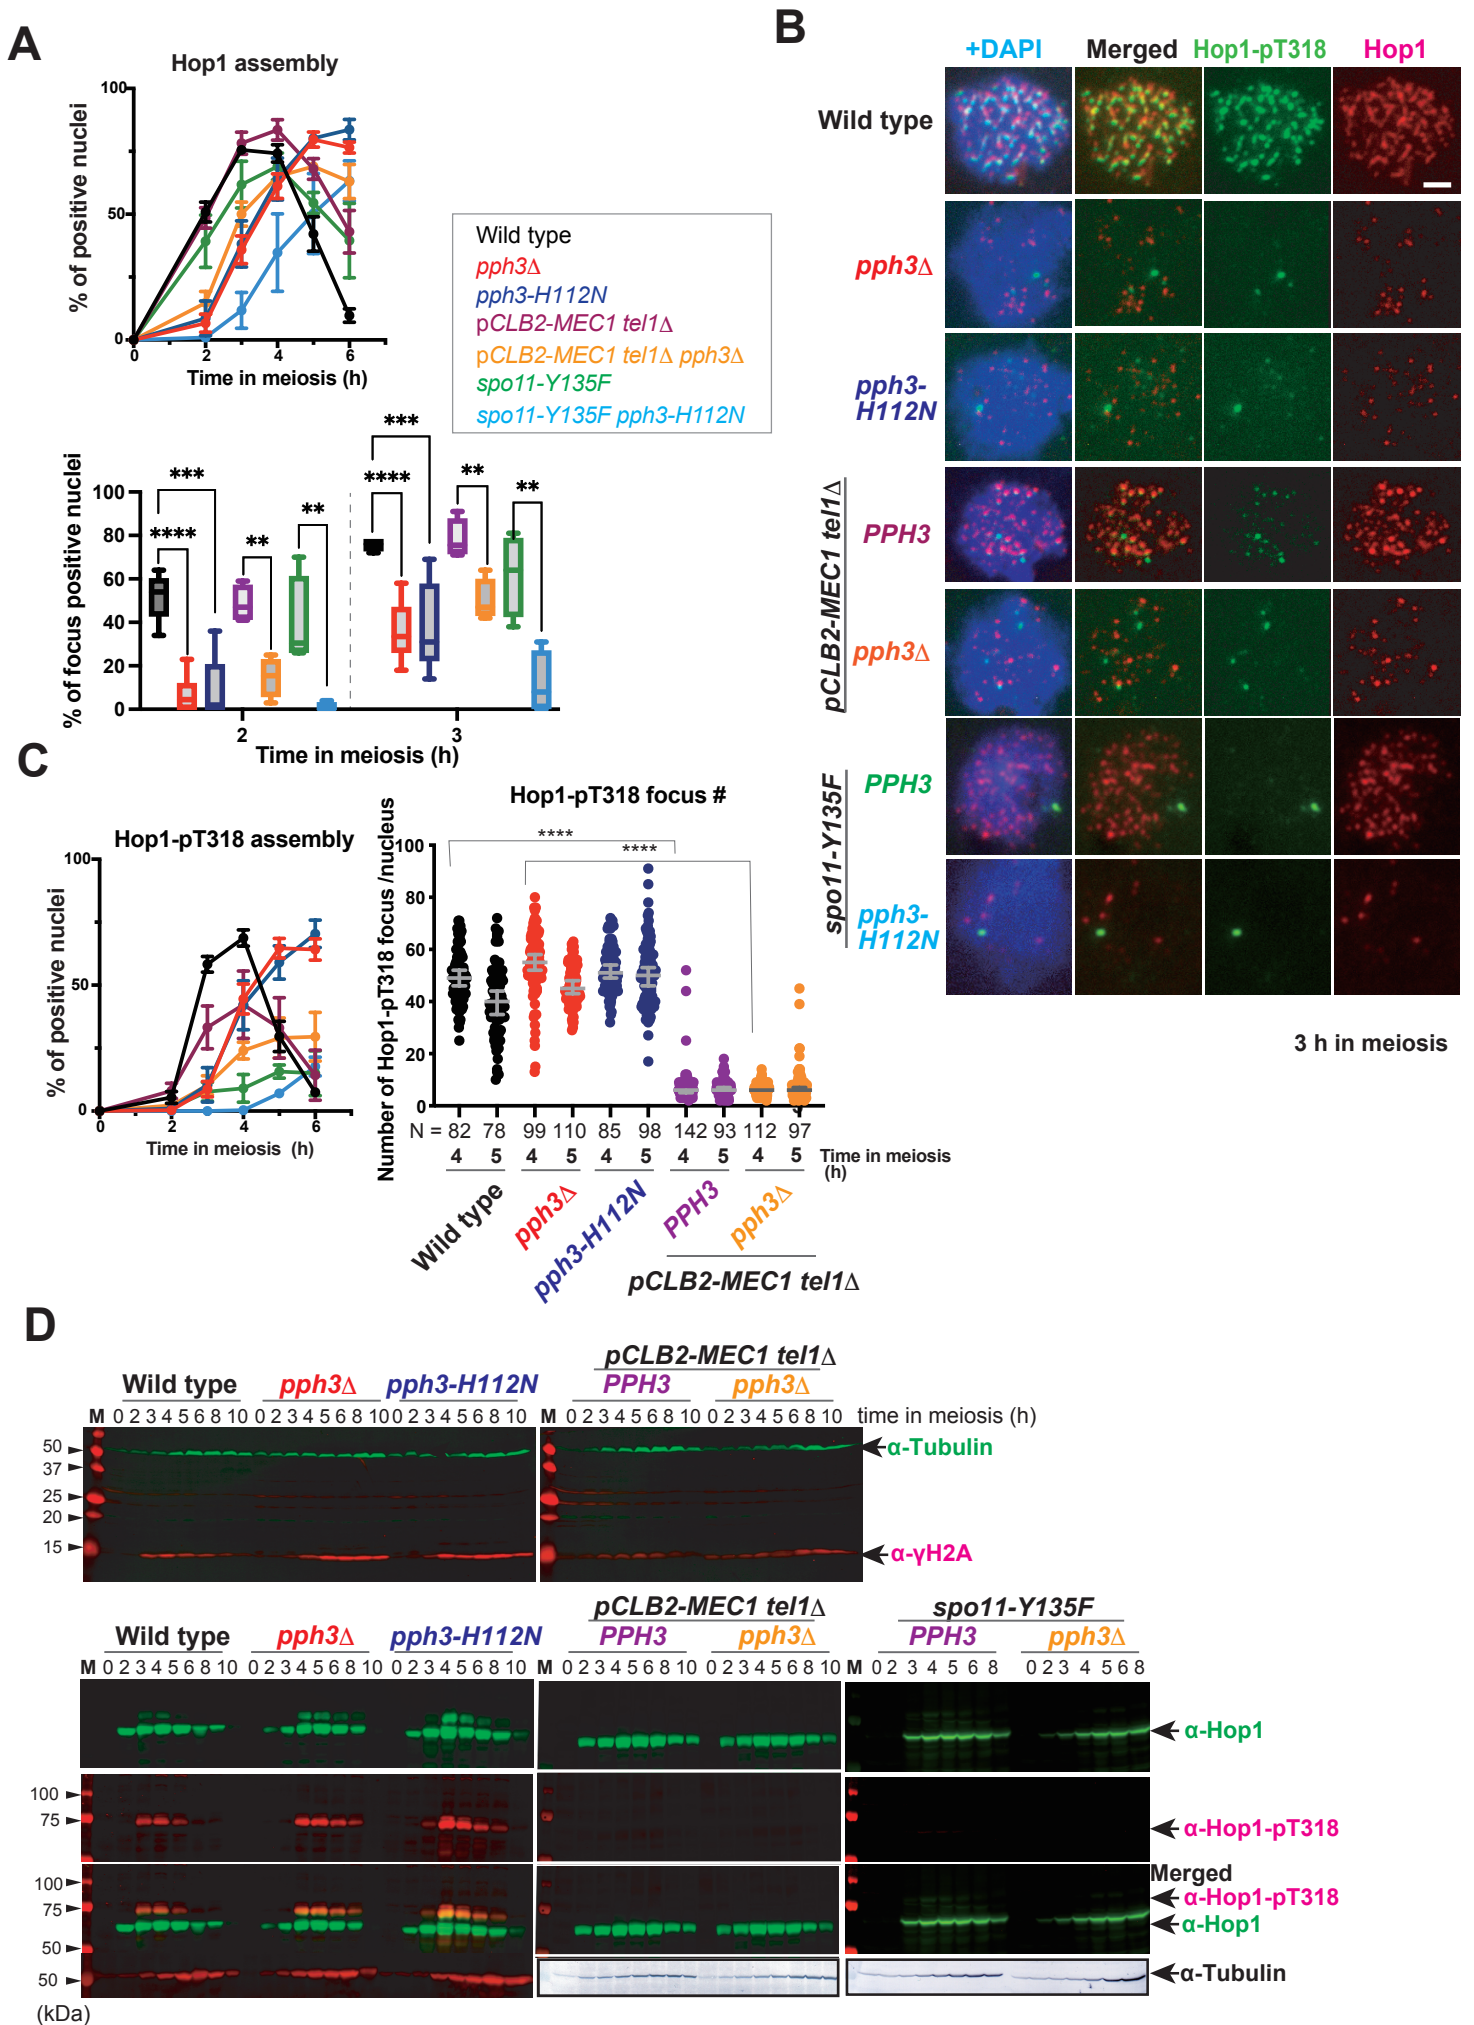 A
Hop1 assembly
% of positive nuclei
100
50
0
0 2 4 6
Time in meiosis (h)
Wild type
pph3Δ
pph3-H112N
pCLB2-MEC1 tel1Δ
pCLB2-MEC1 tel1Δ pph3Δ
spo11-Y135F
spo11-Y135F pph3-H112N
% of focus positive nuclei
100
80
60
40
20
0
*** **** ** ** *** **** ** **
2 3
Time in meiosis (h)
B
+DAPI Merged Hop1-pT318 Hop1
Wild type
pph3Δ
pph3-
H112N
pCLB2-MEC1 tel1Δ
PPH3
pph3Δ
spo11-Y135F
PPH3
pph3-
H112N
3 h in meiosis
C
Hop1-pT318 assembly
% of positive nuclei
100
50
0
0 2 4 6
Time in meiosis (h)
Hop1-pT318 focus #
Number of Hop1-pT318 focus /nucleus
100
80
60
40
20
0
**** ****
N = 82 78 99 110 85 98 142 93 112 97
4 5 4 5 4 5 4 5 4 5 Time in meiosis
(h)
Wild type pph3Δ pph3-H112N PPH3 pph3Δ
pCLB2-MEC1 tel1Δ
D
pCLB2-MEC1 tel1Δ
Wild type pph3Δ pph3-H112N PPH3 pph3Δ
M 0 2 3 4 5 6 8 10 0 2 3 4 5 6 8 10 0 2 3 4 5 6 8 10 M 0 2 3 4 5 6 8 10 0 2 3 4 5 6 8 10 time in meiosis (h)
50
37
25
20
15
α-Tubulin
α-γH2A
pCLB2-MEC1 tel1Δ spo11-Y135F
Wild type pph3Δ pph3-H112N PPH3 pph3Δ PPH3 pph3Δ
M 0 2 3 4 5 6 8 10 0 2 3 4 5 6 8 10 0 2 3 4 5 6 8 10 M 0 2 3 4 5 6 8 10 0 2 3 4 5 6 8 10 M 0 2 3 4 5 6 8 0 2 3 4 5 6 8
α-Hop1
100
75
α-Hop1-pT318
Merged
100
α-Hop1-pT318
75
α-Hop1
50
50
α-Tubulin
(kDa)